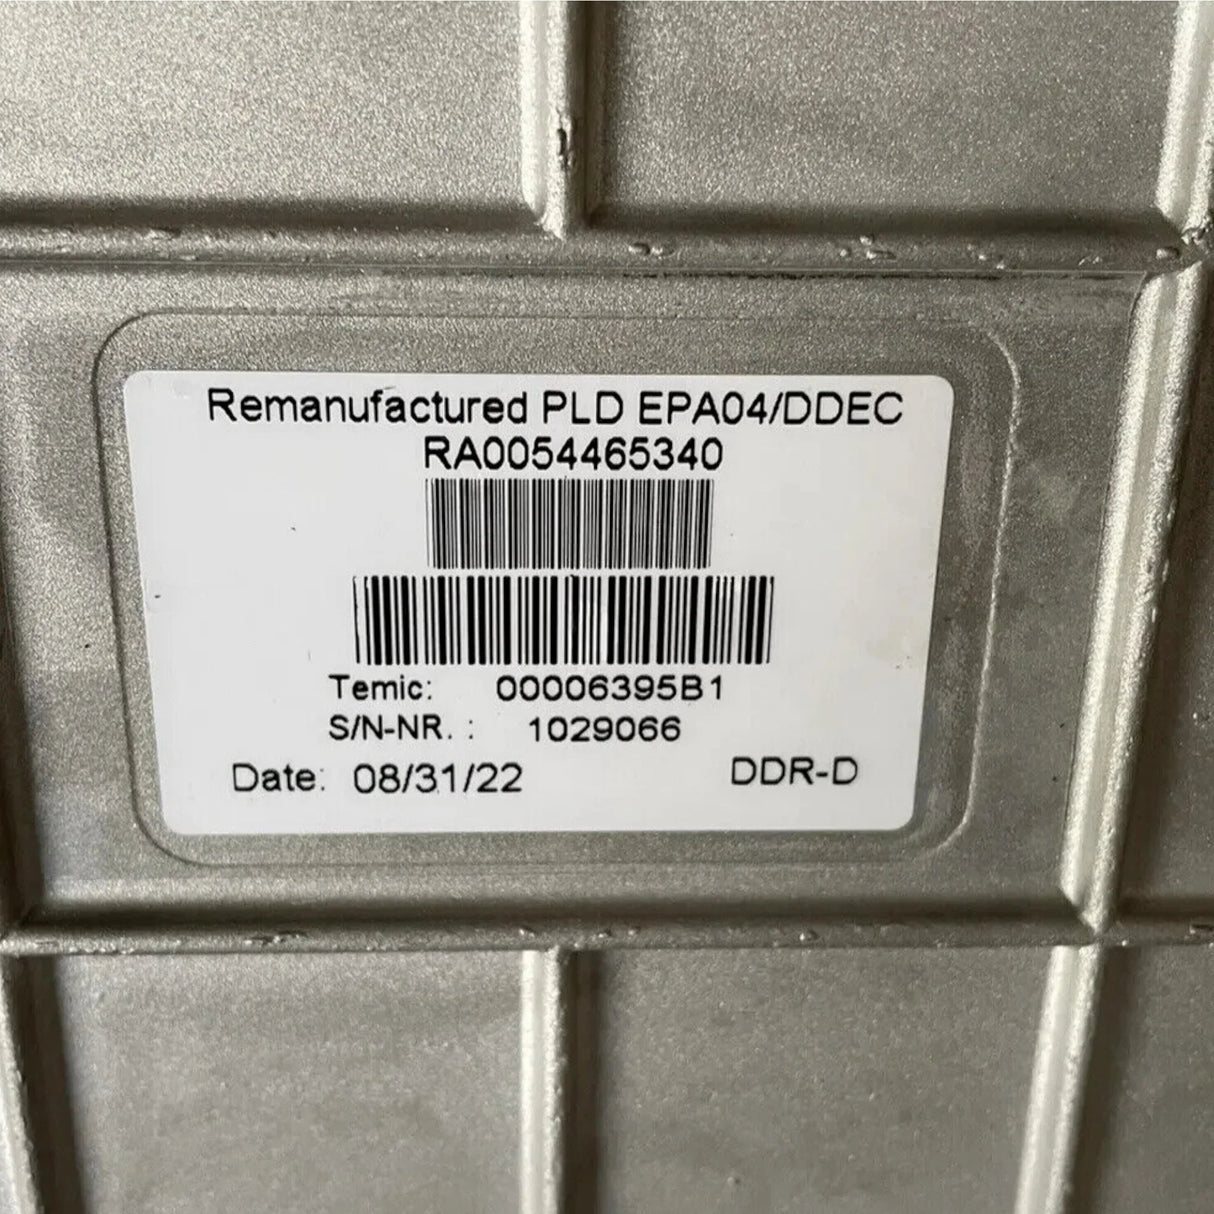 Remanufactured PLD EPA04/DDEC
RA0054465340
Temic: 00006395B1
S/N-NR. : 1029066
Date: 08/31/22 DDR-D